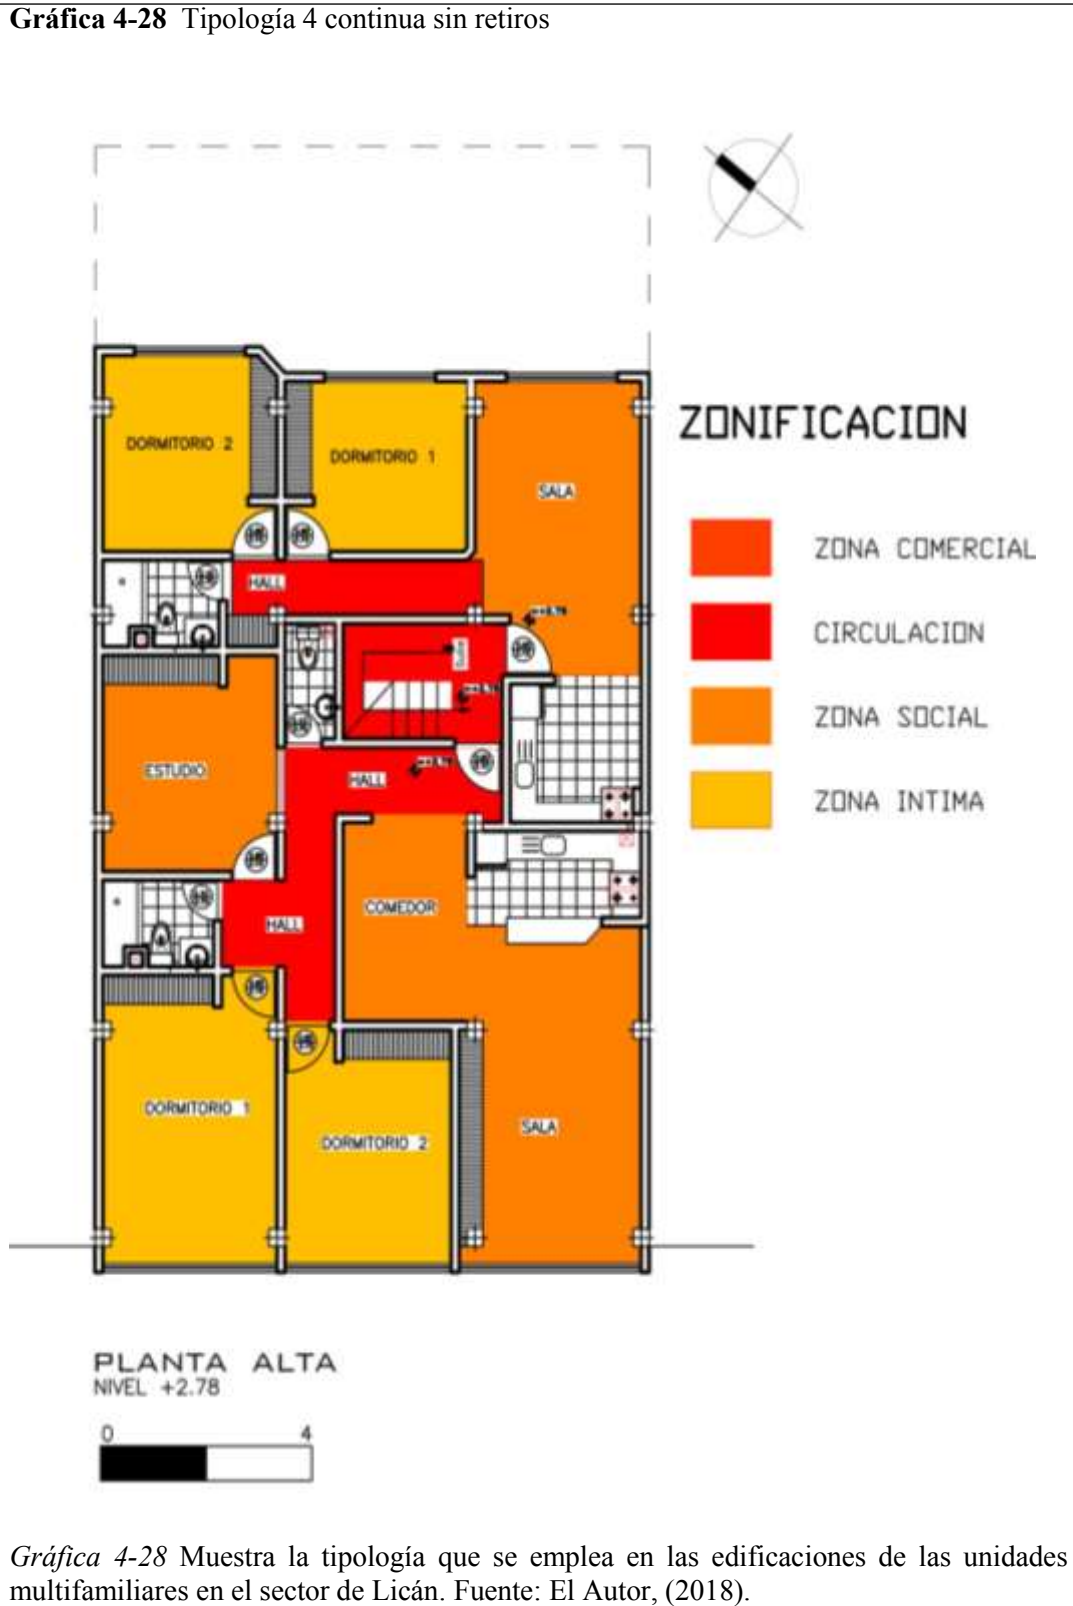 Gráfica 4-28 Tipología 4 continua sin retiros
DORMITORIO 2
DORMITORIO 1
SALA
ZONIFICACION
ZONA COMERCIAL
CIRCULACION
ZONA SOCIAL
ZONA INTIMA
HALL
ESTUDIO
HALL
COMEDOR
HALL
DORMITORIO 1
DORMITORIO 2
SALA
PLANTA ALTA
NIVEL +2.78
0 4
Gráfica 4-28 Muestra la tipología que se emplea en las edificaciones de las unidades
multifamiliares en el sector de Licán. Fuente: El Autor, (2018).